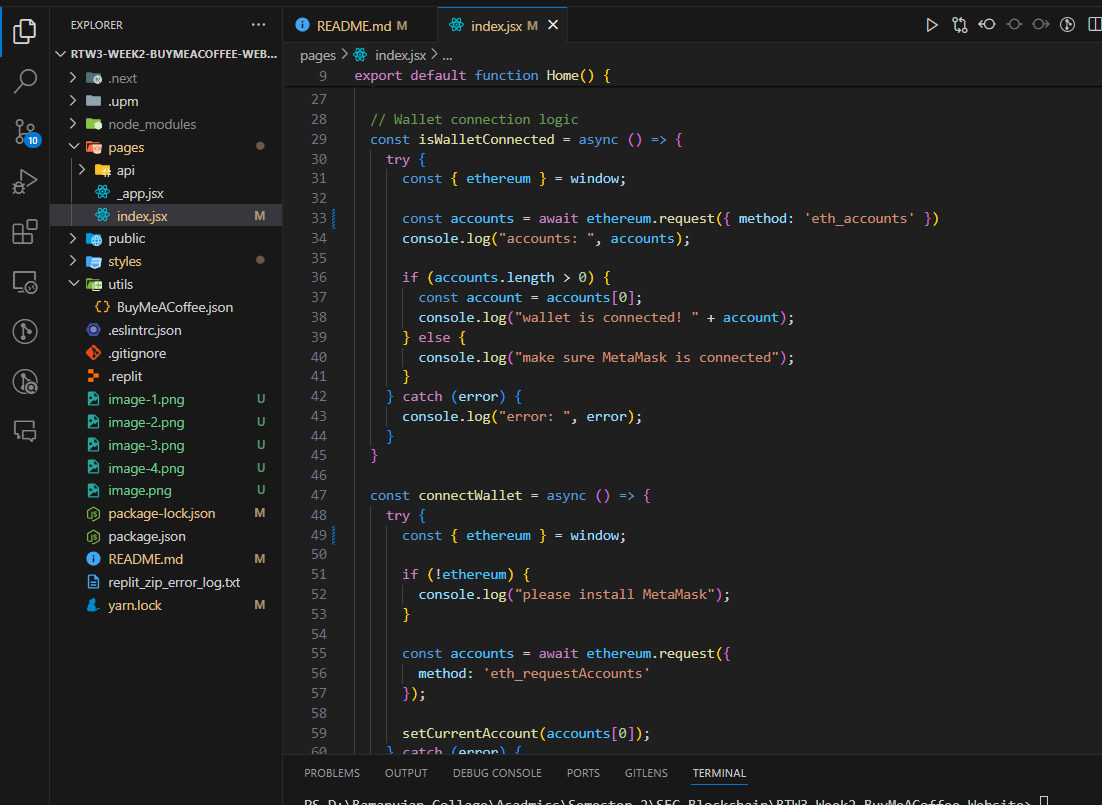 EXPLORER
RTW3-WEEK2-BUYMEACOFFEE-WEB...
.next
.upm
node_modules
pages
api
_app.jsx
index.jsx M
public
styles
utils
BuyMeACoffee.json
.eslintrc.json
.gitignore
.replit
image-1.png U
image-2.png U
image-3.png U
image-4.png U
image.png U
package-lock.json M
package.json
README.md M
replit_zip_error_log.txt
yarn.lock M
10
README.md M
index.jsx M
pages > index.jsx > ...
9 export default function Home() {
27
28 // Wallet connection logic
29 const isWalletConnected = async () => {
30 try {
31 const { ethereum } = window;
32
33 const accounts = await ethereum.request({ method: 'eth_accounts' })
34 console.log("accounts: ", accounts);
35
36 if (accounts.length > 0) {
37 const account = accounts[0];
38 console.log("wallet is connected! " + account);
39 } else {
40 console.log("make sure MetaMask is connected");
41 }
42 } catch (error) {
43 console.log("error: ", error);
44 }
45 }
46
47 const connectWallet = async () => {
48 try {
49 const { ethereum } = window;
50
51 if (!ethereum) {
52 console.log("please install MetaMask");
53 }
54
55 const accounts = await ethereum.request({
56 method: 'eth_requestAccounts'
57 });
58
59 setCurrentAccount(accounts[0]);
60 } catch (error) {
PROBLEMS OUTPUT DEBUG CONSOLE PORTS GITLENS TERMINAL
PS D:\Ramanujan Collage\Acadmics\Semester 2\SEC Blockchain\RTW3-Week2-BuyMeACoffee-Website>